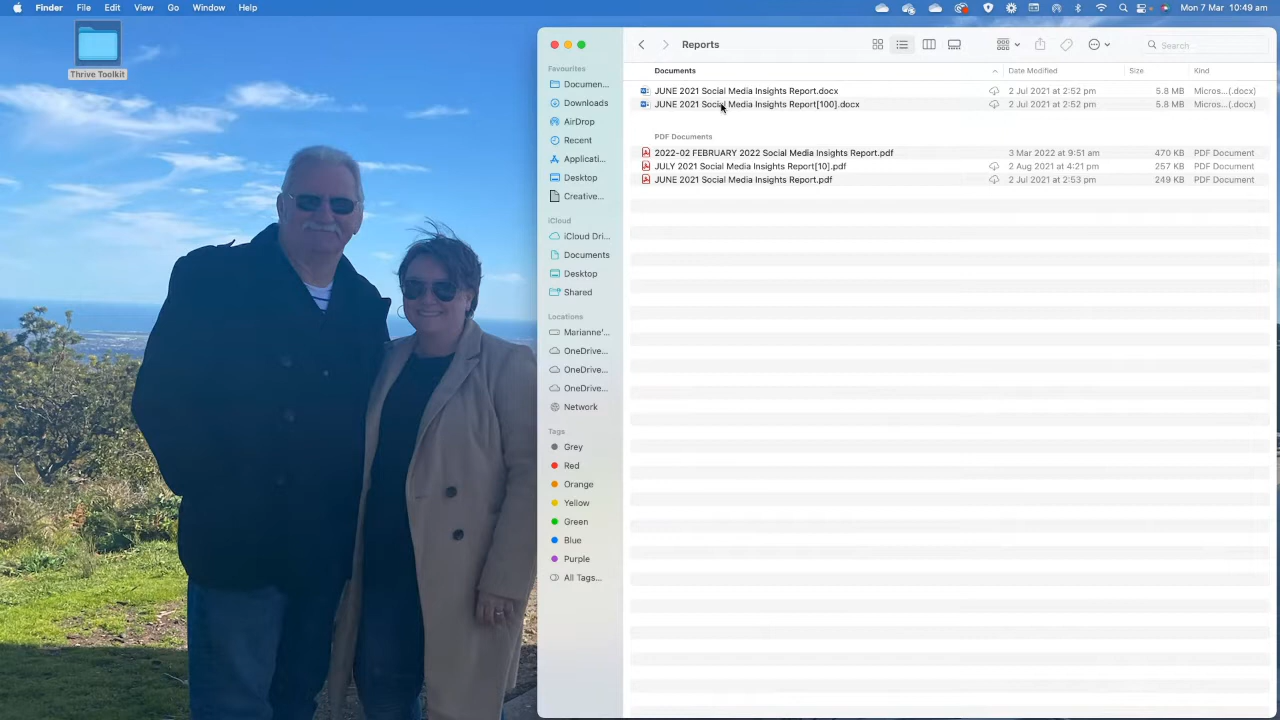 Finder File Edit View Go Window Help Mon 7 Mar 10:49 am
Thrive Toolkit
Reports
Search...
Favourites
Documen...
Downloads
AirDrop
Recent
Applicati...
Desktop
Creative...
iCloud
iCloud Dri...
Documents
Desktop
Shared
Locations
Marianne'...
OneDrive...
OneDrive...
OneDrive...
Network
Tags
Grey
Red
Orange
Yellow
Green
Blue
Purple
All Tags...
Documents Date Modified Size Kind
JUNE 2021 Social Media Insights Report.docx 2 Jul 2021 at 2:52 pm 5.8 MB Micros...(.docx)
JUNE 2021 Social Media Insights Report[100].docx 2 Jul 2021 at 2:52 pm 5.8 MB Micros...(.docx)
PDF Documents
2022-02 FEBRUARY 2022 Social Media Insights Report.pdf 3 Mar 2022 at 9:51 am 470 KB PDF Document
JULY 2021 Social Media Insights Report[10].pdf 2 Aug 2021 at 4:21 pm 257 KB PDF Document
JUNE 2021 Social Media Insights Report.pdf 2 Jul 2021 at 2:53 pm 249 KB PDF Document